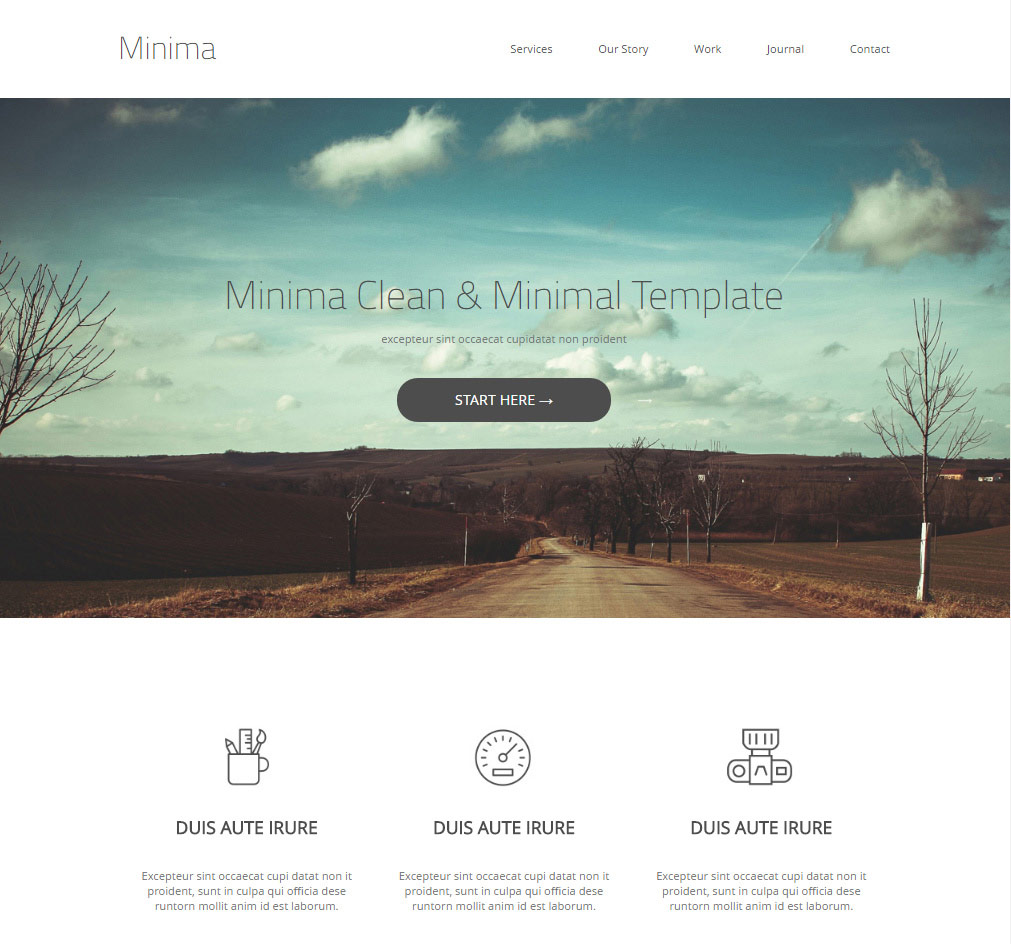 Minima
Services Our Story Work Journal Contact
Minima Clean & Minimal Template
excepteur sint occaecat cupidatat non proident
START HERE →
→
DUIS AUTE IRURE DUIS AUTE IRURE DUIS AUTE IRURE
Excepteur sint occaecat cupi datat non it
proident, sunt in culpa qui officia dese
runtorn mollit anim id est laborum.
Excepteur sint occaecat cupi datat non it
proident, sunt in culpa qui officia dese
runtorn mollit anim id est laborum.
Excepteur sint occaecat cupi datat non it
proident, sunt in culpa qui officia dese
runtorn mollit anim id est laborum.